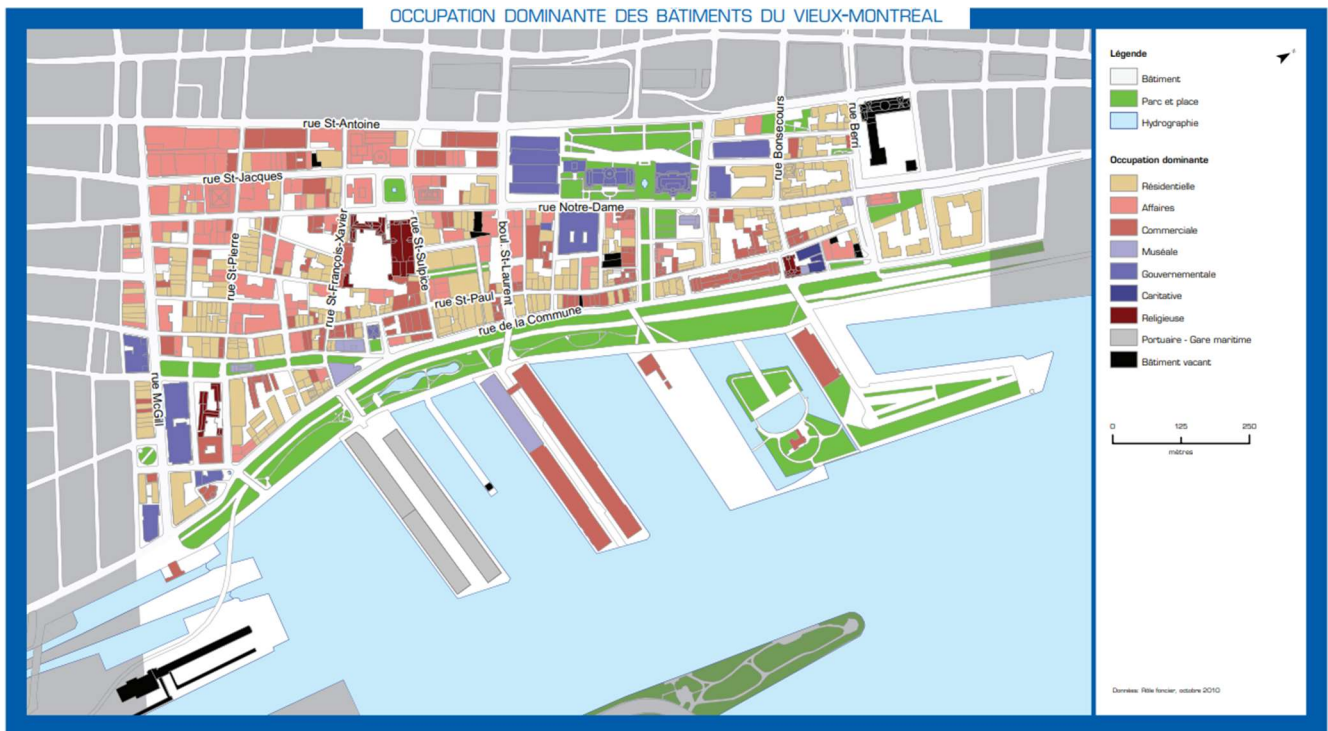 OCCUPATION DOMINANTE DES BÂTIMENTS DU VIEUX-MONTRÉAL
rue St-Antoine
rue St-Jacques
rue Notre-Dame
rue Bonsecours
rue Berri
rue St-Pierre
rue St-François-Xavier
rue St-Sulpice
boul. St-Laurent
rue St-Paul
rue de la Commune
rue McGill
Légende
Bâtiment
Parc et place
Hydrographie
Occupation dominante
Résidentielle
Affaires
Commerciale
Muséale
Gouvernementale
Caritative
Religieuse
Portuaire - Gare maritime
Bâtiment vacant
0 125 250
mètres
Données: Rôle foncier, octobre 2010